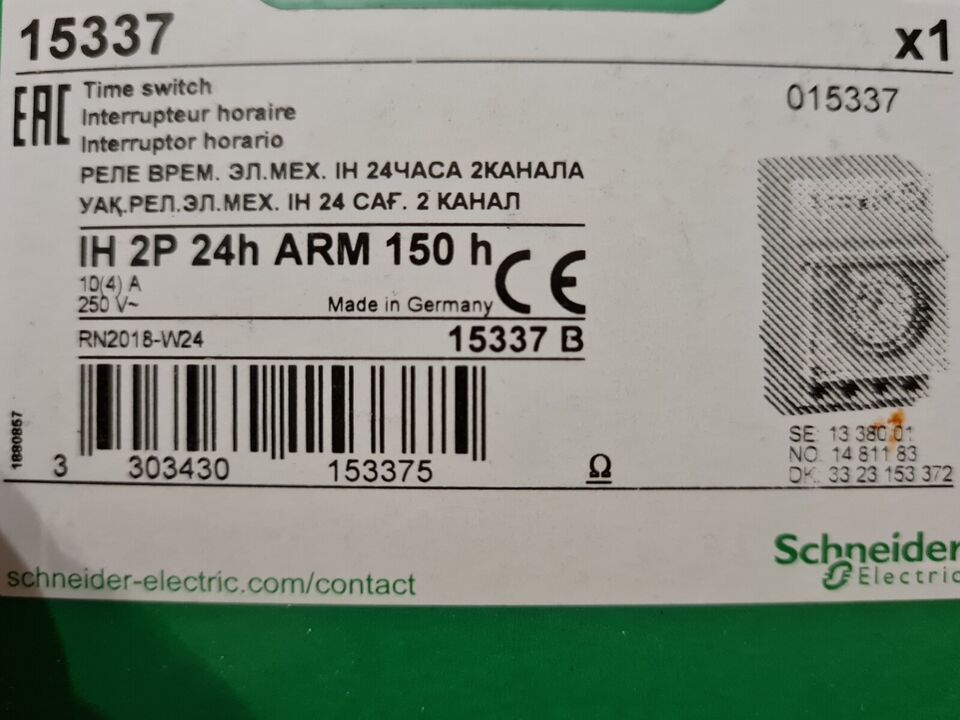 15337
x1
EAC
Time switch
Interrupteur horaire
Interruptor horario
РЕЛЕ ВРЕМ. ЭЛ.МЕХ. IH 24ЧАСА 2КАНАЛА
УАҚ.РЕЛ.ЭЛ.МЕХ. IH 24 САҒ. 2 КАНАЛ
015337
IH 2P 24h ARM 150 h
CE
10(4) A
250 V~
Made in Germany
RN2018-W24
15337 B
1880857
3 303430 153375
Ω
SE: 13 380 01
NO: 14 811 83
DK: 33 23 153 372
Schneider
Electric
schneider-electric.com/contact